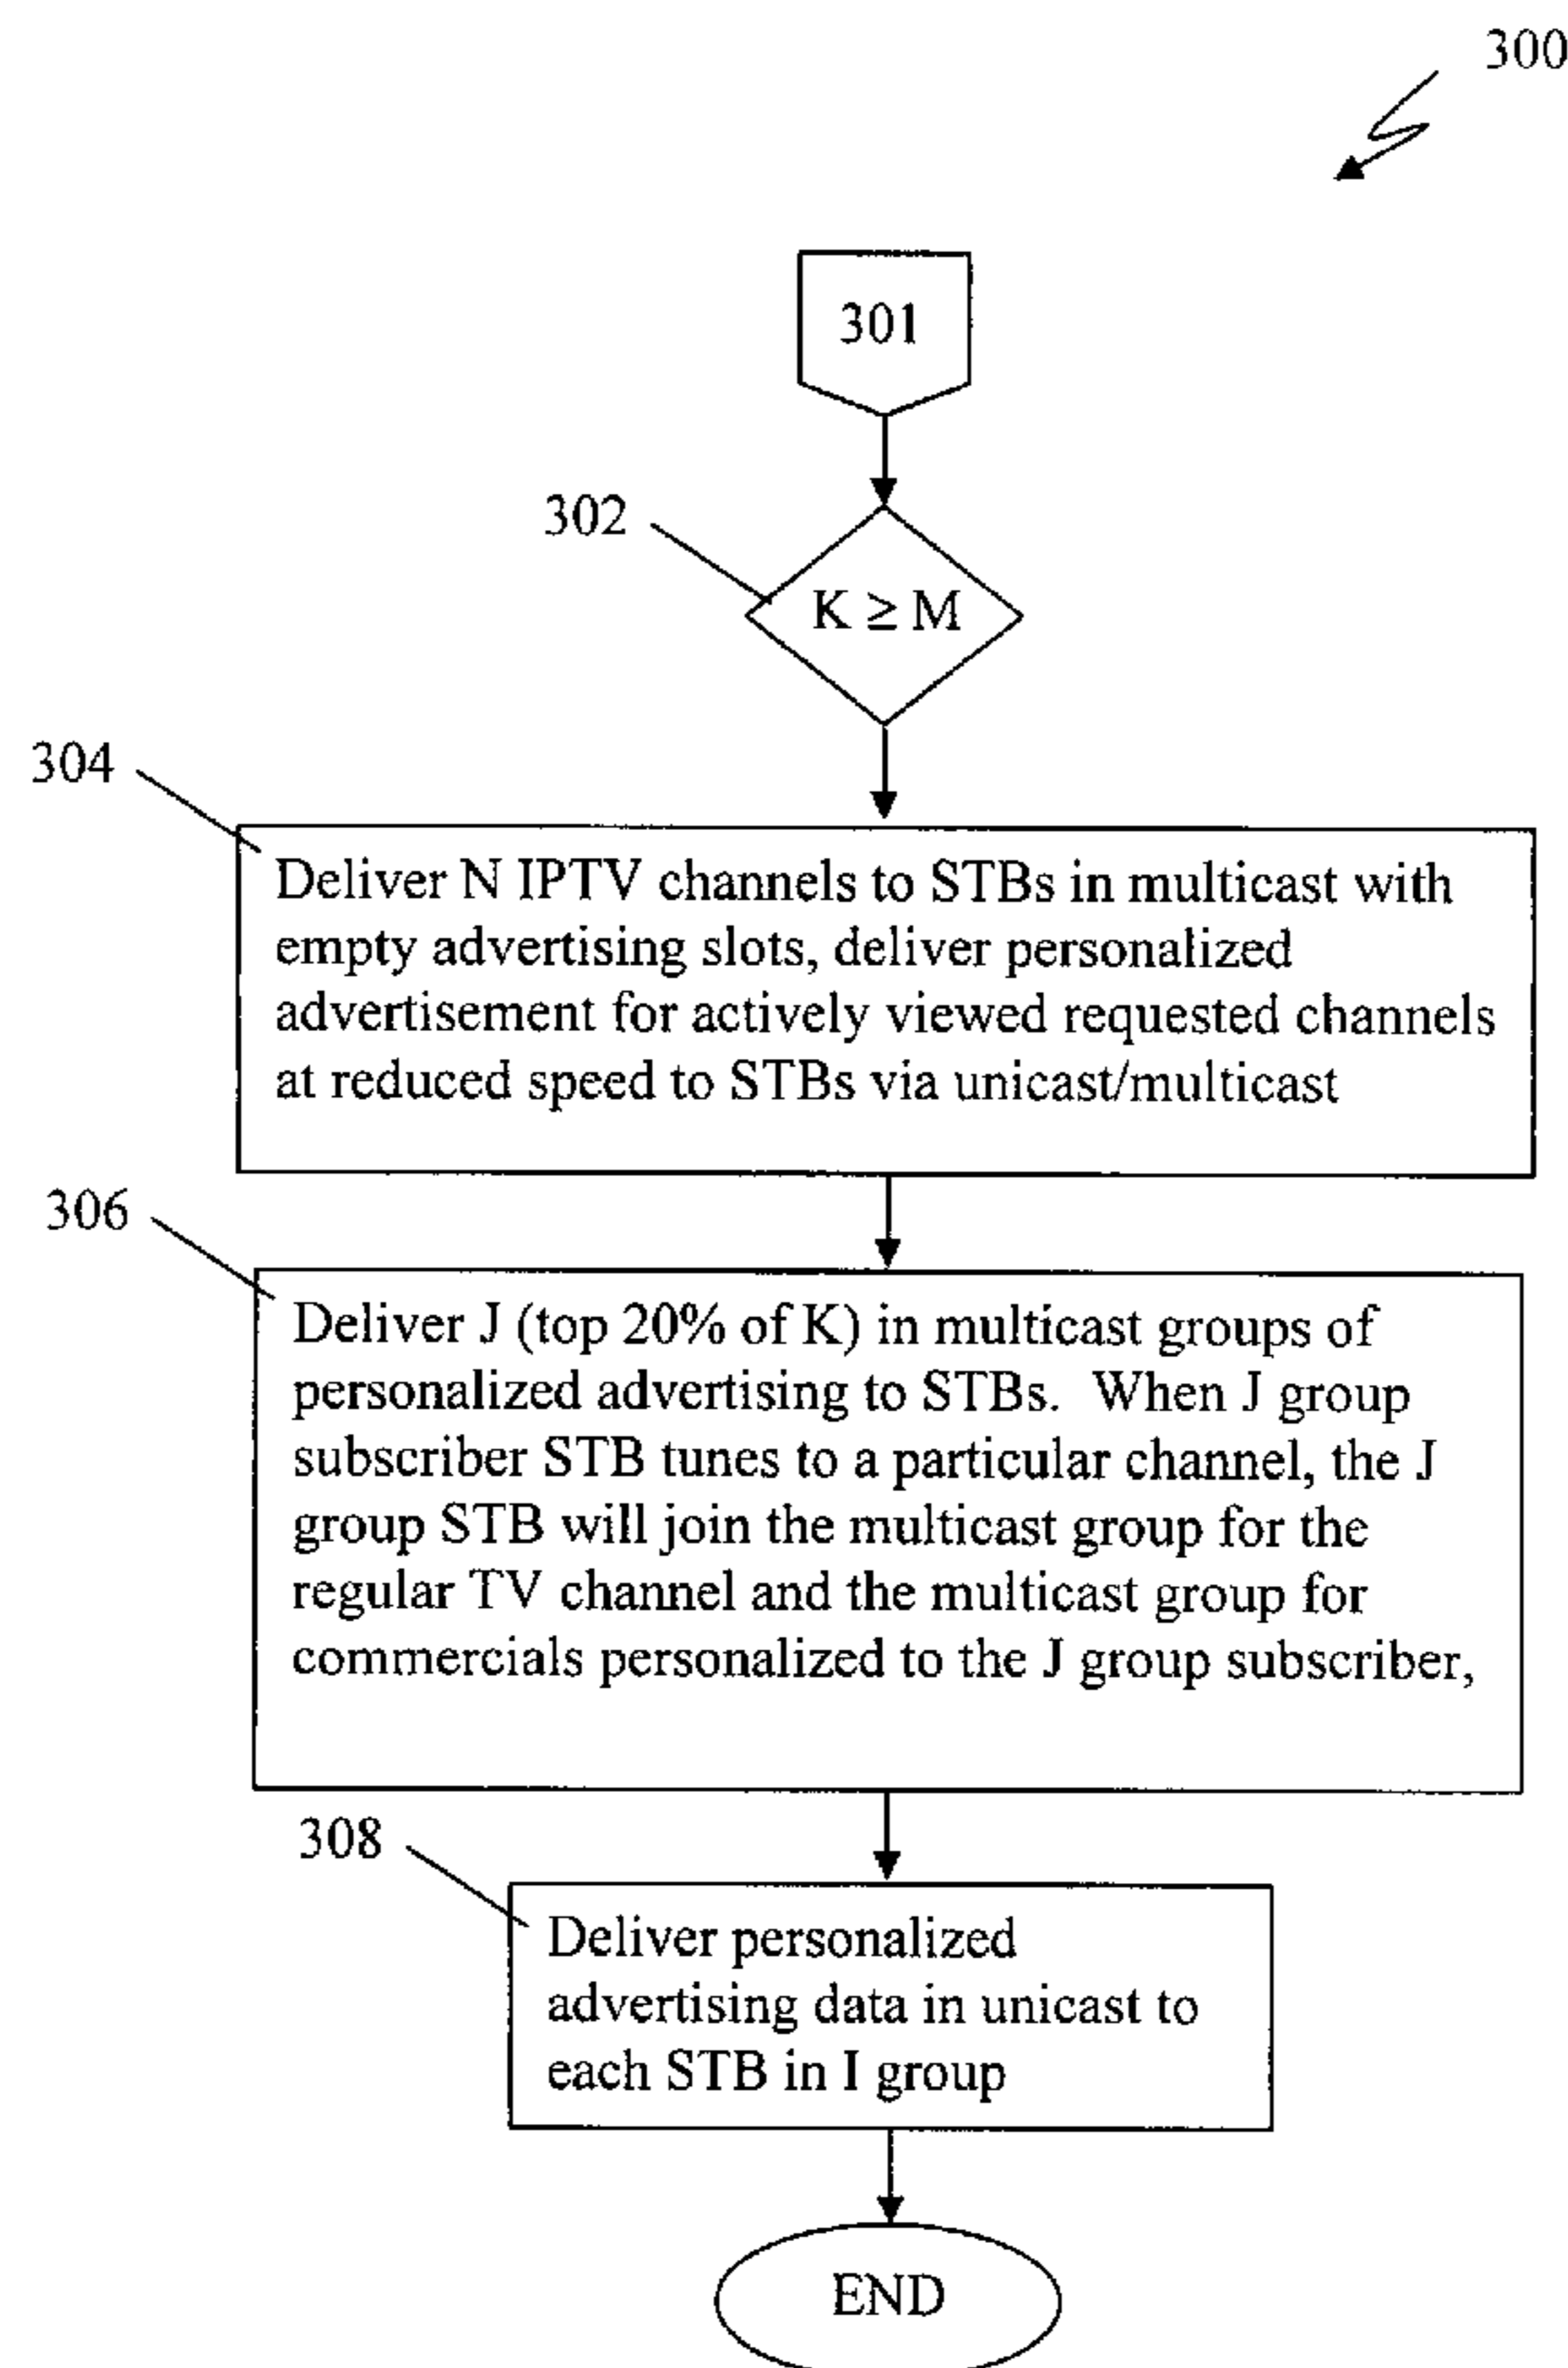 300
301
302
K ≥ M
304
Deliver N IPTV channels to STBs in multicast with
empty advertising slots, deliver personalized
advertisement for actively viewed requested channels
at reduced speed to STBs via unicast/multicast
306
Deliver J (top 20% of K) in multicast groups of
personalized advertising to STBs.  When J group
subscriber STB tunes to a particular channel, the J
group STB will join the multicast group for the
regular TV channel and the multicast group for
commercials personalized to the J group subscriber,
308
Deliver personalized
advertising data in unicast to
each STB in I group
END